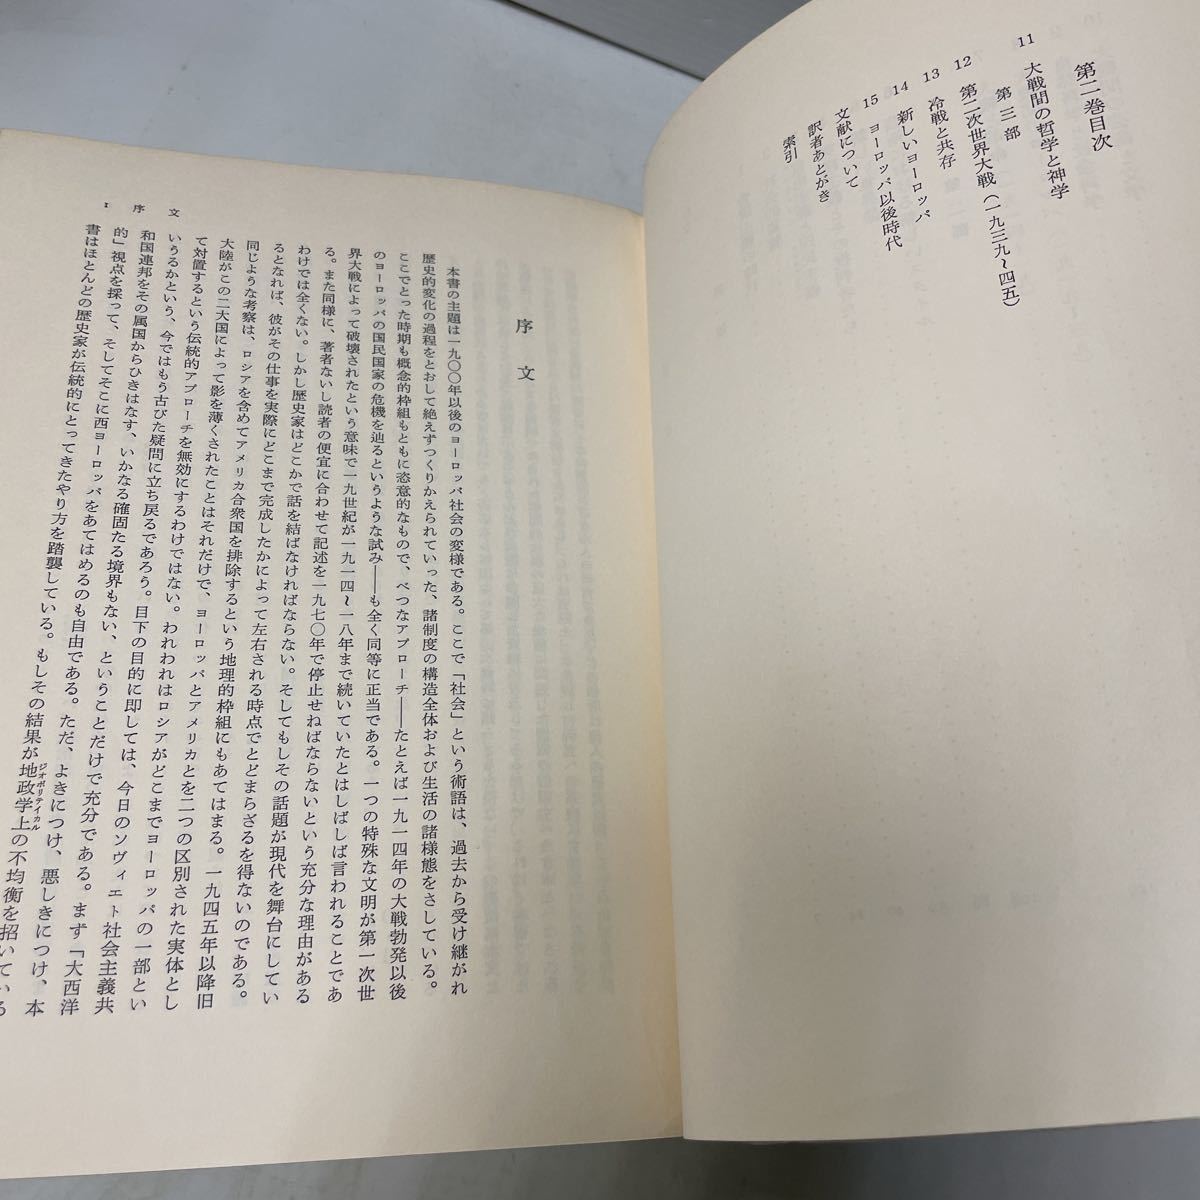 第二巻目次
11 大戦間の哲学と神学
第三部
12 第二次世界大戦（一九三九〜四五）
13 冷戦と共存
14 新しいヨーロッパ
15 ヨーロッパ以後時代
文献について
訳者あとがき
索引
序文
本書の主題は一九〇〇年以後のヨーロッパ社会の変様である。ここで「社会」という術語は、過去から受け継がれ
歴史的変化の過程をとおして絶えずつくりかえられていった、諸制度の構造全体および生活の諸様態をさしている。
ここでとった時期も概念的枠組もともに恣意的なもので、べつなアプローチ——たとえば一九一四年の大戦勃発以後
のヨーロッパの国民国家の危機を辿るというような試み——も全く同等に正当である。一つの特殊な文明が第一次世
界大戦によって破壊されたという意味で一九世紀が一九一四〜一八年まで続いていたとはしばしば言われることであ
る。また同様に、著者ないし読者の便宜に合わせて記述を一九七〇年で停止せねばならないという充分な理由がある
わけでは全くない。しかし歴史家はどこかで話を結ばなければならない。そしてもしその話題が現代を舞台にしてい
るとなれば、彼がその仕事を実際にどこまで完成したかによって左右される時点でとどまらざるを得ないのである。
同じような考察は、ロシアを含めてアメリカ合衆国を排除するという地理的枠組にもあてはまる。一九四五年以降旧
大陸がこの二大国によって影を薄くされたことはそれだけで、ヨーロッパとアメリカとを二つの区別された実体とし
て対置するという伝統的アプローチを無効にするわけではない。われわれはロシアがどこまでヨーロッパの一部とい
いうるかという、今ではもう古びた疑問に立ち戻るであろう。目下の目的に即しては、今日のソヴィエト社会主義共
和国連邦をその属国からひきはなす、いかなる確固たる境界もない、ということだけで充分である。まず「大西洋
的」視点を採って、そしてそこに西ヨーロッパをあてはめるのも自由である。ただ、よきにつけ、悪しきにつけ、本
書はほとんどの歴史家が伝統的にとってきたやり方を踏襲している。もしその結果が地政学上の不均衡を招いている
ジオポリテイカル
序文
1